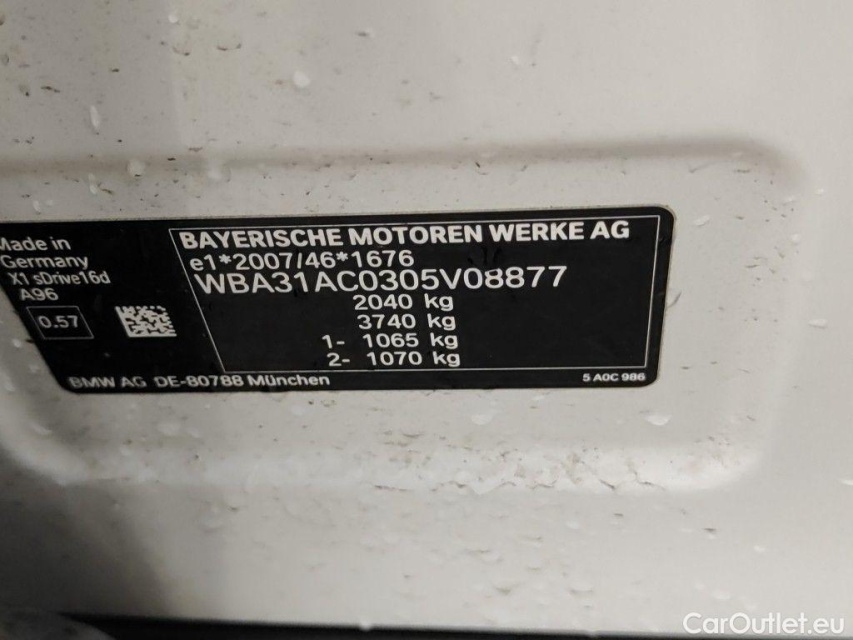 Made in
Germany
X1 sDrive16d
A96
0.57
BAYERISCHE MOTOREN WERKE AG
e1*2007/46*1676
WBA31AC0305V08877
2040 kg
3740 kg
1- 1065 kg
2- 1070 kg
BMW AG DE-80788 München
5 A0C 986
CarOutlet.eu